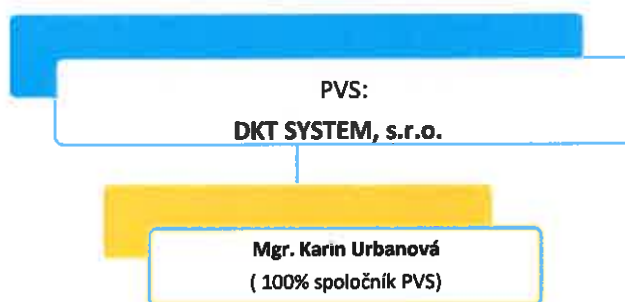 PVS:
DKT SYSTEM, s.r.o.
Mgr. Karin Urbanová
( 100% spoločník PVS)